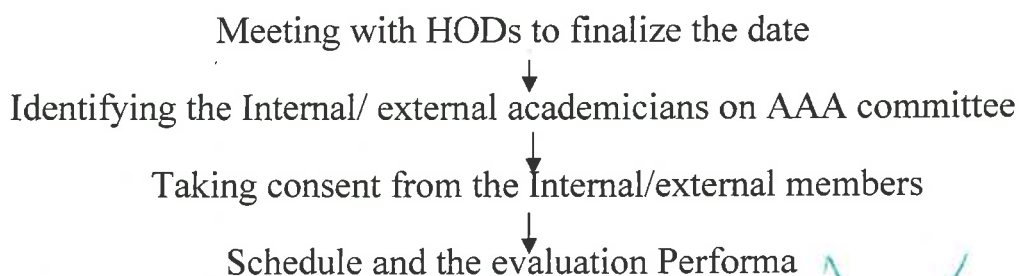 Meeting with HODs to finalize the date
Identifying the Internal/ external academicians on AAA committee
Taking consent from the Internal/external members
Schedule and the evaluation Performa